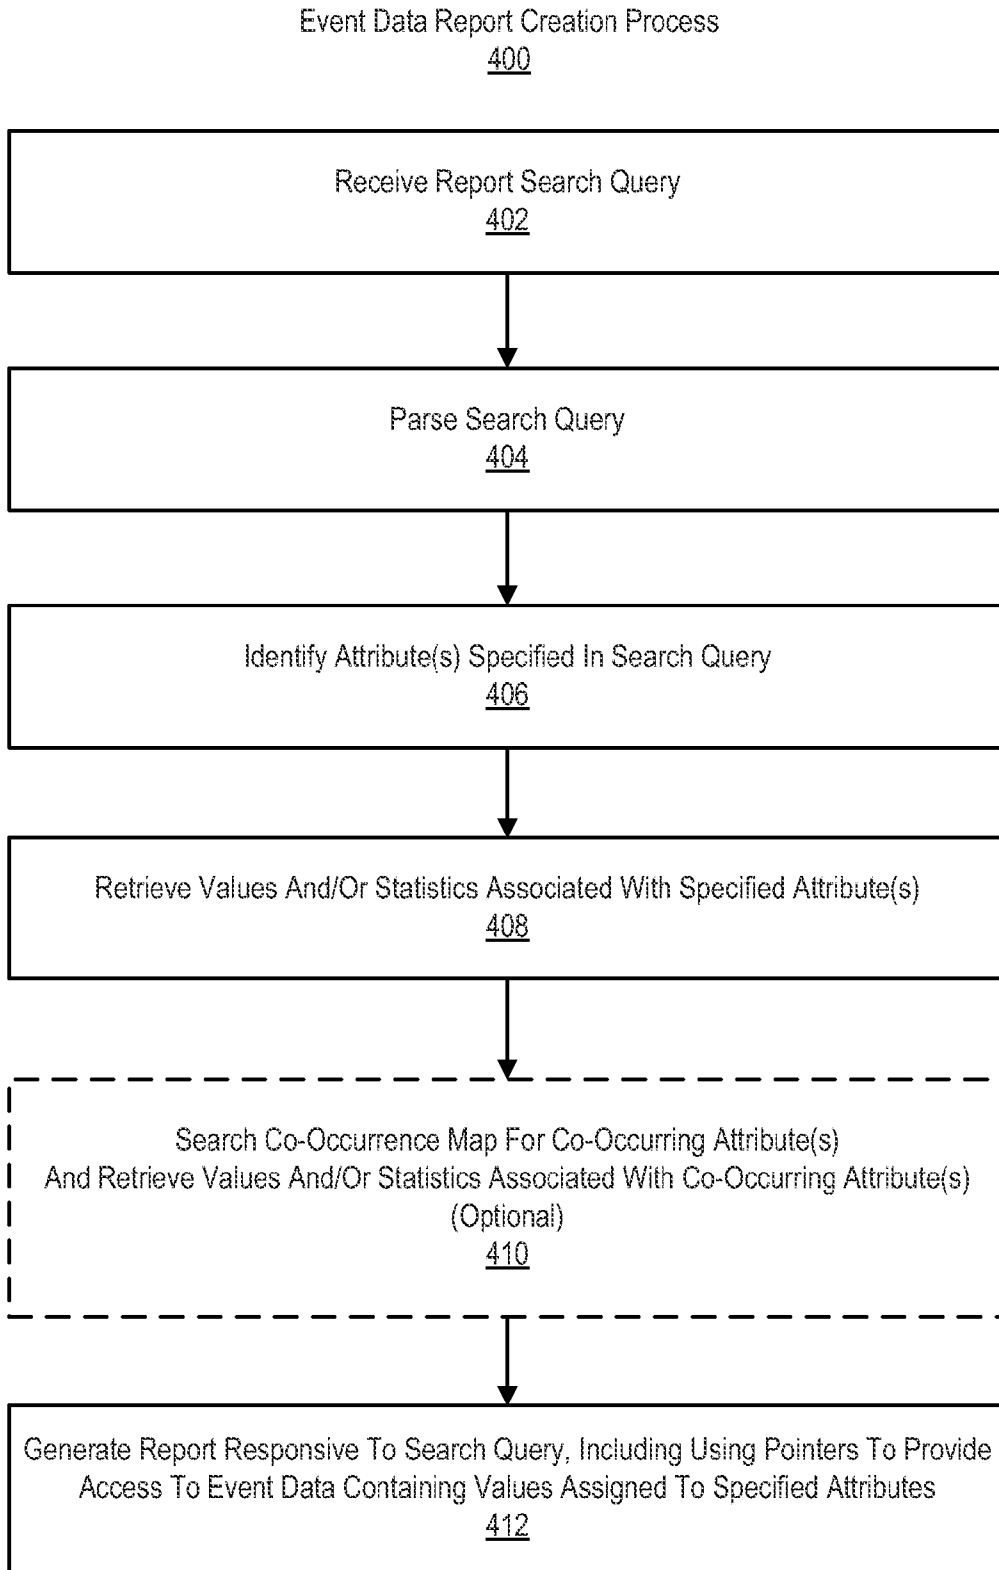 Event Data Report Creation Process
400
Receive Report Search Query
402
Parse Search Query
404
Identify Attribute(s) Specified In Search Query
406
Retrieve Values And/Or Statistics Associated With Specified Attribute(s)
408
Search Co-Occurrence Map For Co-Occurring Attribute(s)
And Retrieve Values And/Or Statistics Associated With Co-Occurring Attribute(s)
(Optional)
410
Generate Report Responsive To Search Query, Including Using Pointers To Provide
Access To Event Data Containing Values Assigned To Specified Attributes
412